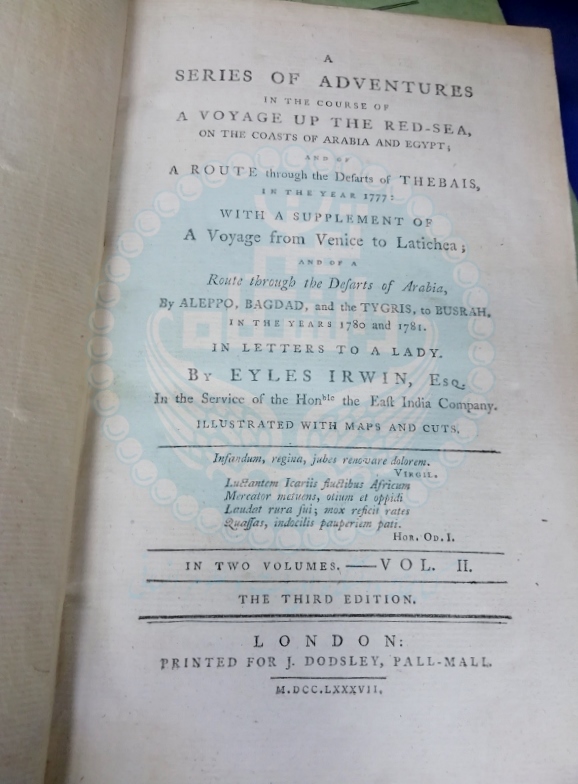 A
SERIES OF ADVENTURES
IN THE COURSE OF
A VOYAGE UP THE RED-SEA,
ON THE COASTS OF ARABIA AND EGYPT;
AND OF
A ROUTE through the Deſarts of THEBAIS,
IN THE YEAR 1777:
WITH A SUPPLEMENT OF
A Voyage from Venice to Latichea;
AND OF A
Route through the Deſarts of Arabia,
By ALEPPO, BAGDAD, and the TYGRIS, to BUSRAH,
IN THE YEARS 1780 and 1781.
IN LETTERS TO A LADY.
BY EYLES IRWIN, Esq.
In the Service of the Honble the Eaſt India Company.
ILLUSTRATED WITH MAPS AND CUTS.
Infandum, regina, jubes renovare dolorem.
VIRGIL.
Luctantem Icariis fluctibus Africum
Mercator metuens, otium et oppidi
Laudat rura ſui; mox reficit rates
Quaſſas, indocilis pauperiem pati.
HOR. OD. I.
IN TWO VOLUMES.—VOL. II.
THE THIRD EDITION.
LONDON:
PRINTED FOR J. DODSLEY, PALL-MALL.
M.DCC.LXXXVII.